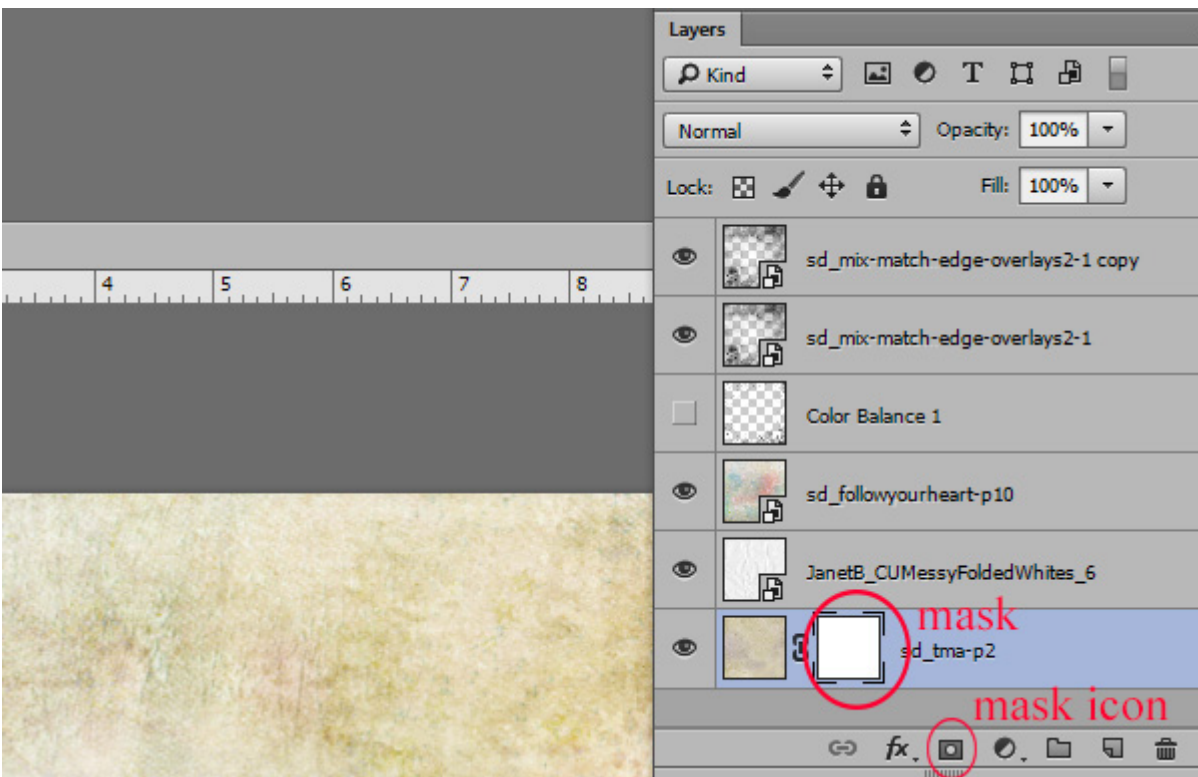 Layers
Kind T
Normal Opacity: 100%
Lock: Fill: 100%
4 5 6 7 8
sd_mix-match-edge-overlays2-1 copy
sd_mix-match-edge-overlays2-1
Color Balance 1
sd_followyourheart-p10
JanetB_CUMessyFoldedWhites_6
mask
sd_tma-p2
mask icon
fx.